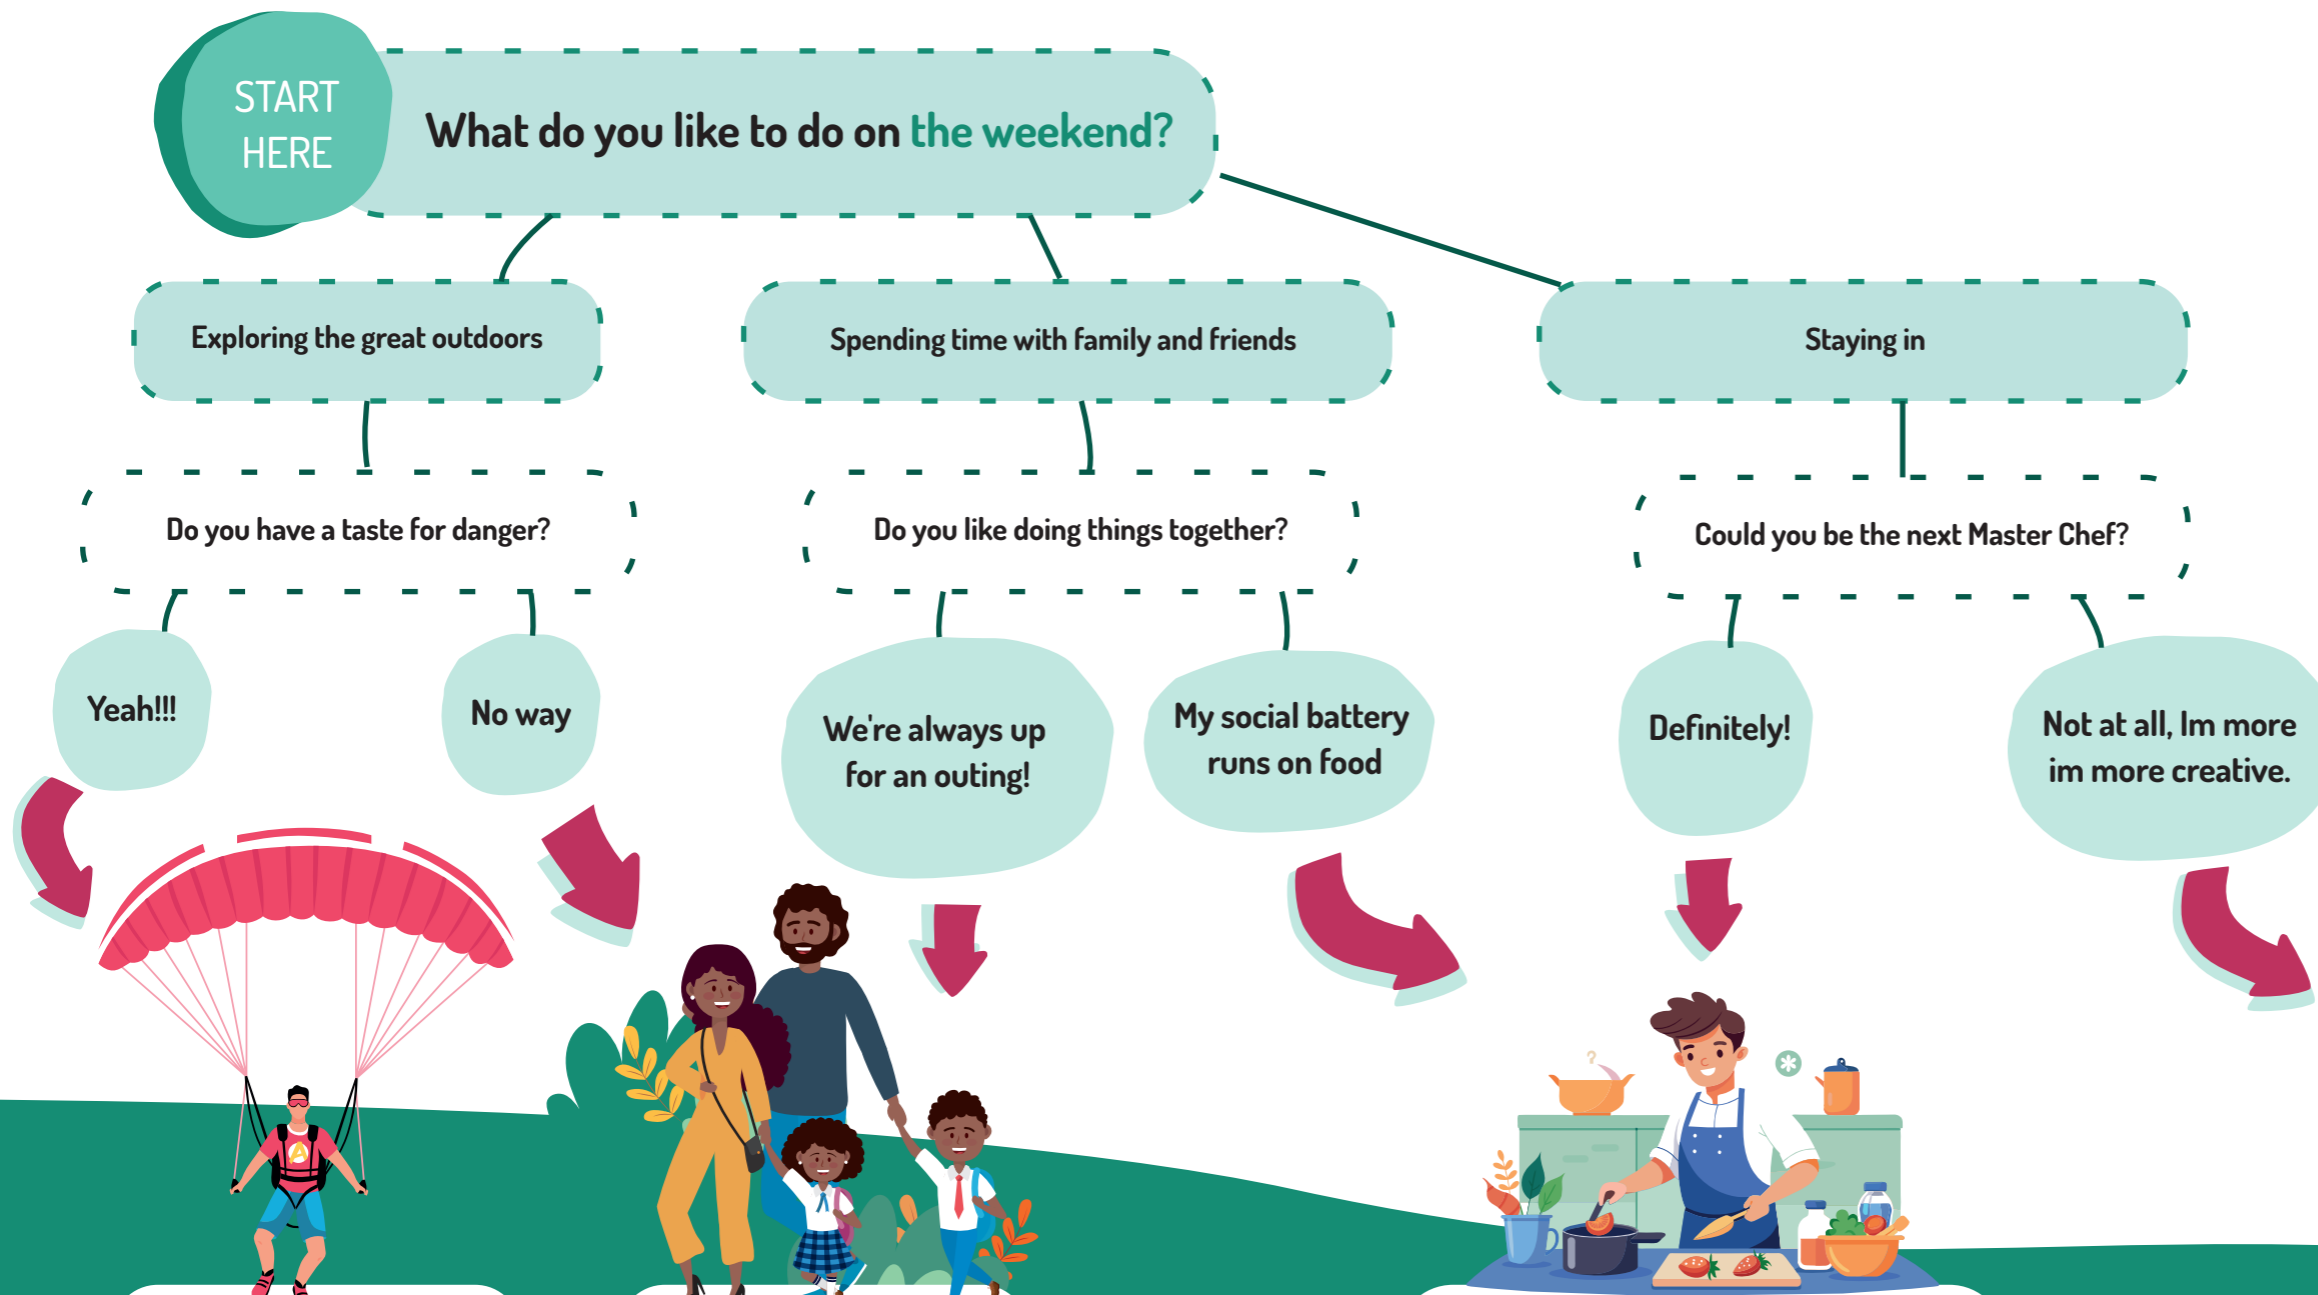 START
HERE
What do you like to do on the weekend?
Exploring the great outdoors
Spending time with family and friends
Staying in
Do you have a taste for danger?
Do you like doing things together?
Could you be the next Master Chef?
Yeah!!!
No way
We're always up
for an outing!
My social battery
runs on food
Definitely!
Not at all, Im more
im more creative.
A